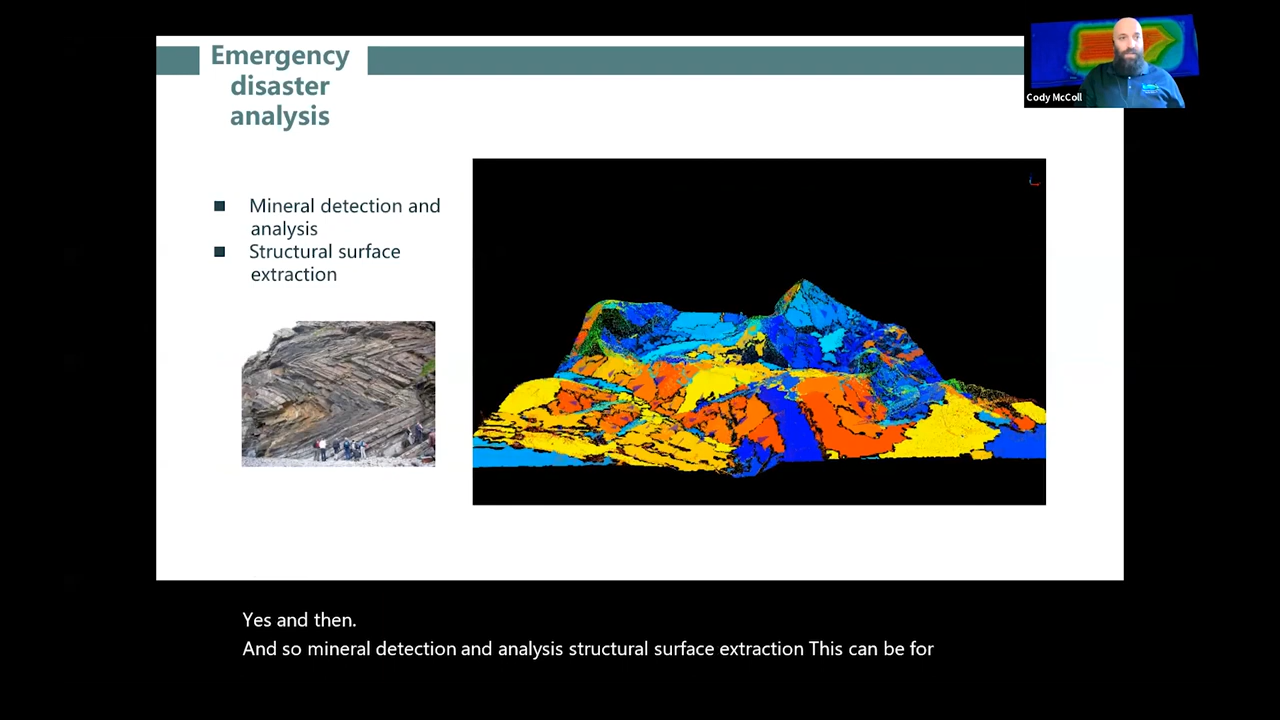 Emergency
disaster
analysis
Cody McColl
■ Mineral detection and
analysis
■ Structural surface
extraction
Yes and then.
And so mineral detection and analysis structural surface extraction This can be for